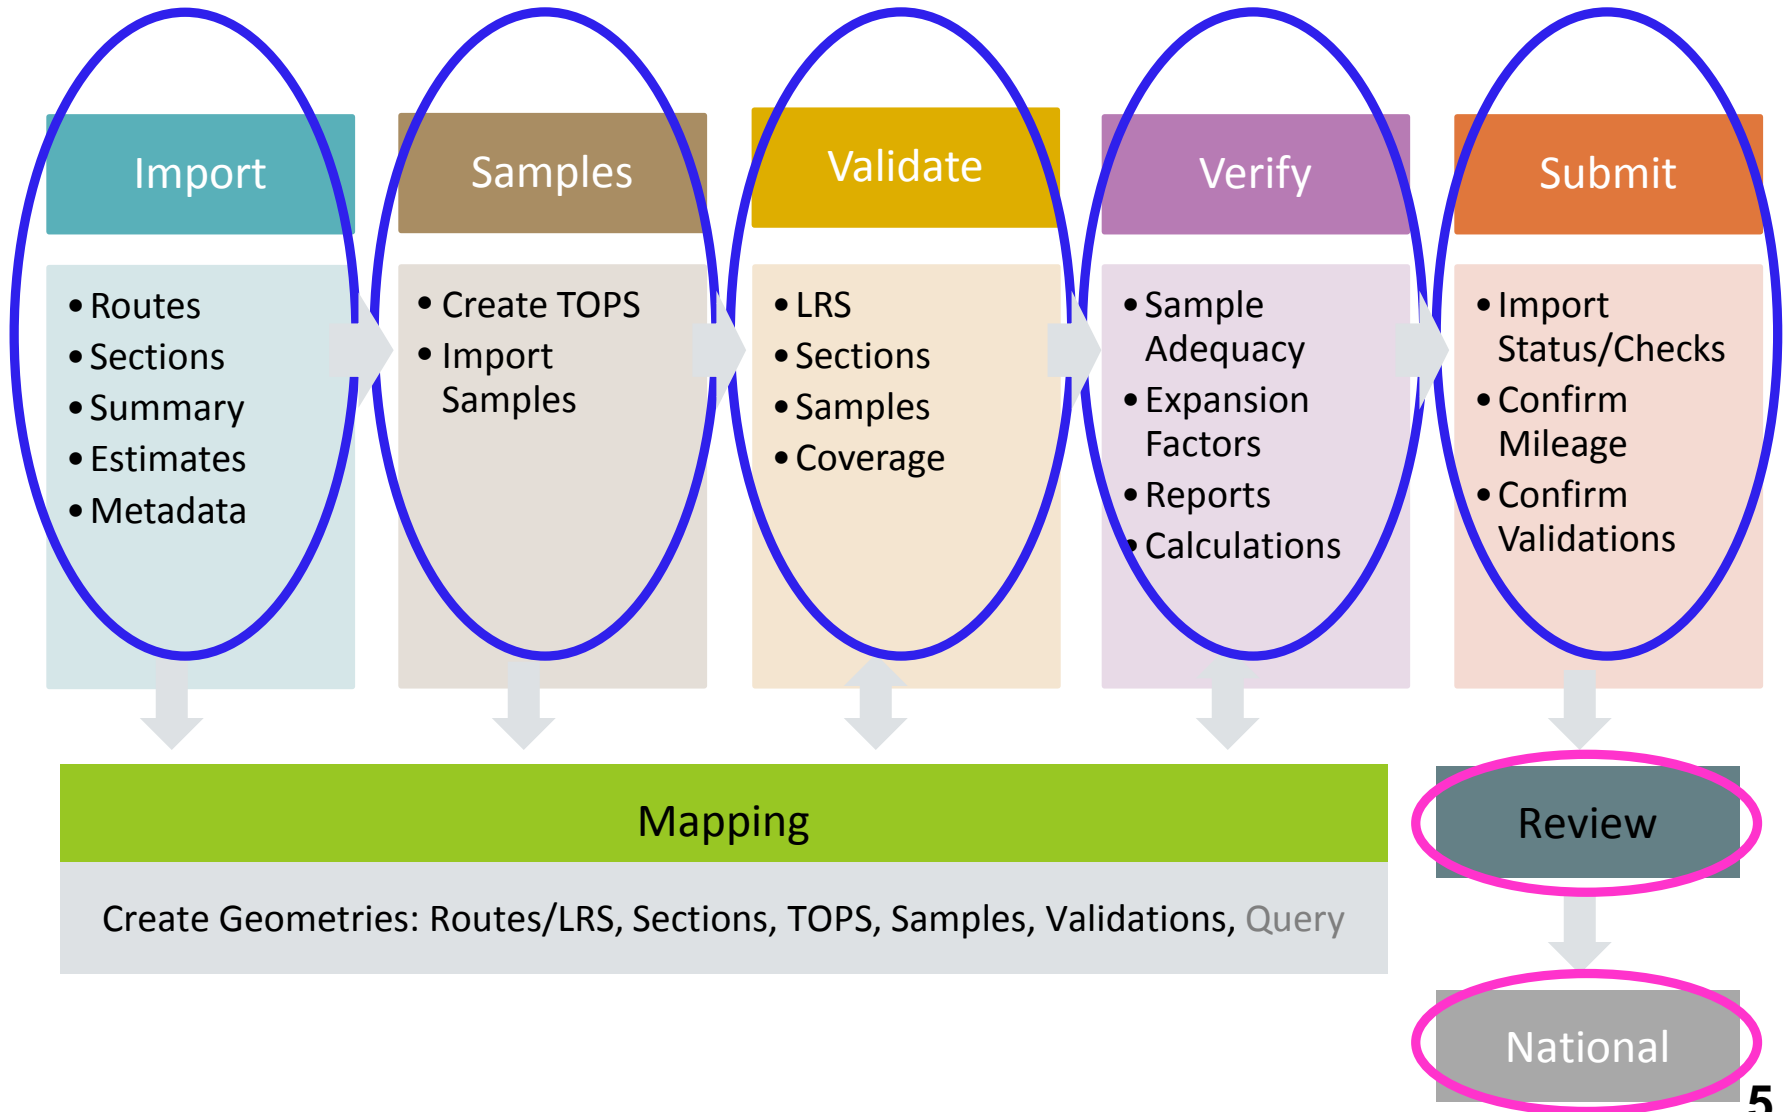 Import
• Routes
• Sections
• Summary
• Estimates
• Metadata
Samples
• Create TOPS
• Import
Samples
Validate
• LRS
• Sections
• Samples
• Coverage
Verify
• Sample
Adequacy
• Expansion
Factors
• Reports
• Calculations
Submit
• Import
Status/Checks
• Confirm
Mileage
• Confirm
Validations
Mapping
Create Geometries: Routes/LRS, Sections, TOPS, Samples, Validations, Query
Review
National
5